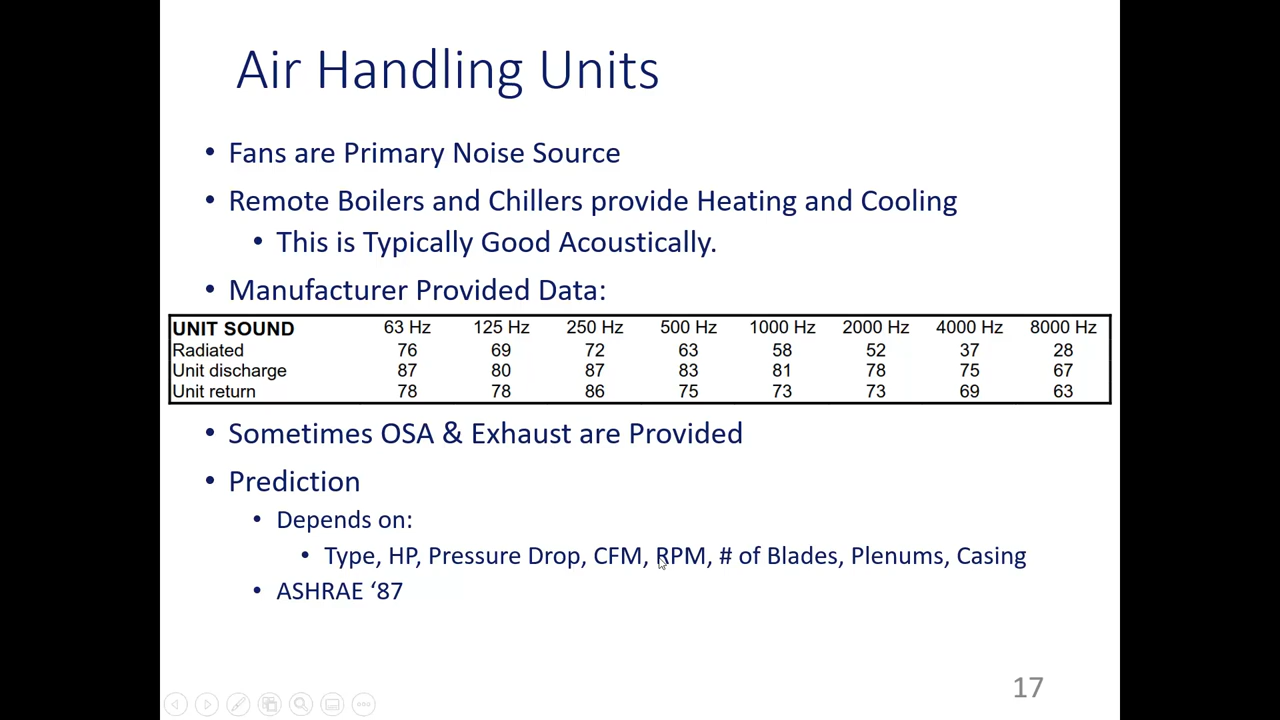 Air Handling Units
• Fans are Primary Noise Source
• Remote Boilers and Chillers provide Heating and Cooling
• This is Typically Good Acoustically.
• Manufacturer Provided Data:
UNIT SOUND 63 Hz 125 Hz 250 Hz 500 Hz 1000 Hz 2000 Hz 4000 Hz 8000 Hz
Radiated 76 69 72 63 58 52 37 28
Unit discharge 87 80 87 83 81 78 75 67
Unit return 78 78 86 75 73 73 69 63
• Sometimes OSA & Exhaust are Provided
• Prediction
• Depends on:
• Type, HP, Pressure Drop, CFM, RPM, # of Blades, Plenums, Casing
• ASHRAE ‘87
17